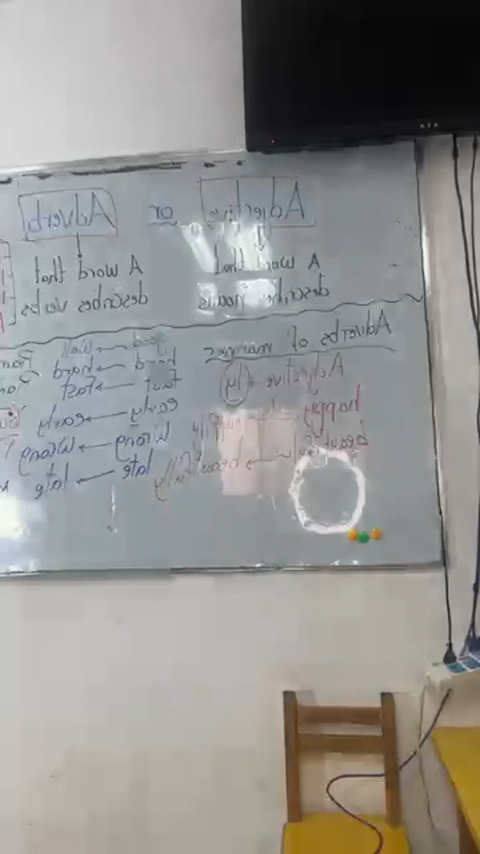 Adjective or Adverb
A word that describes nouns
A word that describes verbs
Adverbs of manner
Adjective + ly
happy → happily
beautiful → beautifully
good → Well
hard → hard
fast → fast
early → early
Wrong → Wrong
late → late